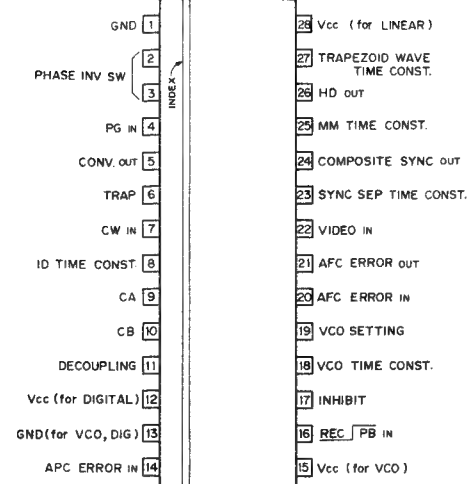 GND 1
2
PHASE INV SW
3
PG IN 4
CONV. OUT 5
TRAP 6
CW IN 7
ID TIME CONST. 8
CA 9
CB 10
DECOUPLING 11
Vcc (for DIGITAL) 12
GND(for VCO, DIG) 13
APC ERROR IN 14
INDEX
28 Vcc (for LINEAR)
27 TRAPEZOID WAVE
TIME CONST.
26 HD OUT
25 MM TIME CONST.
24 COMPOSITE SYNC OUT
23 SYNC SEP TIME CONST.
22 VIDEO IN
21 AFC ERROR OUT
20 AFC ERROR IN
19 VCO SETTING
18 VCO TIME CONST.
17 INHIBIT
16 REC PB IN
15 Vcc (for VCO)